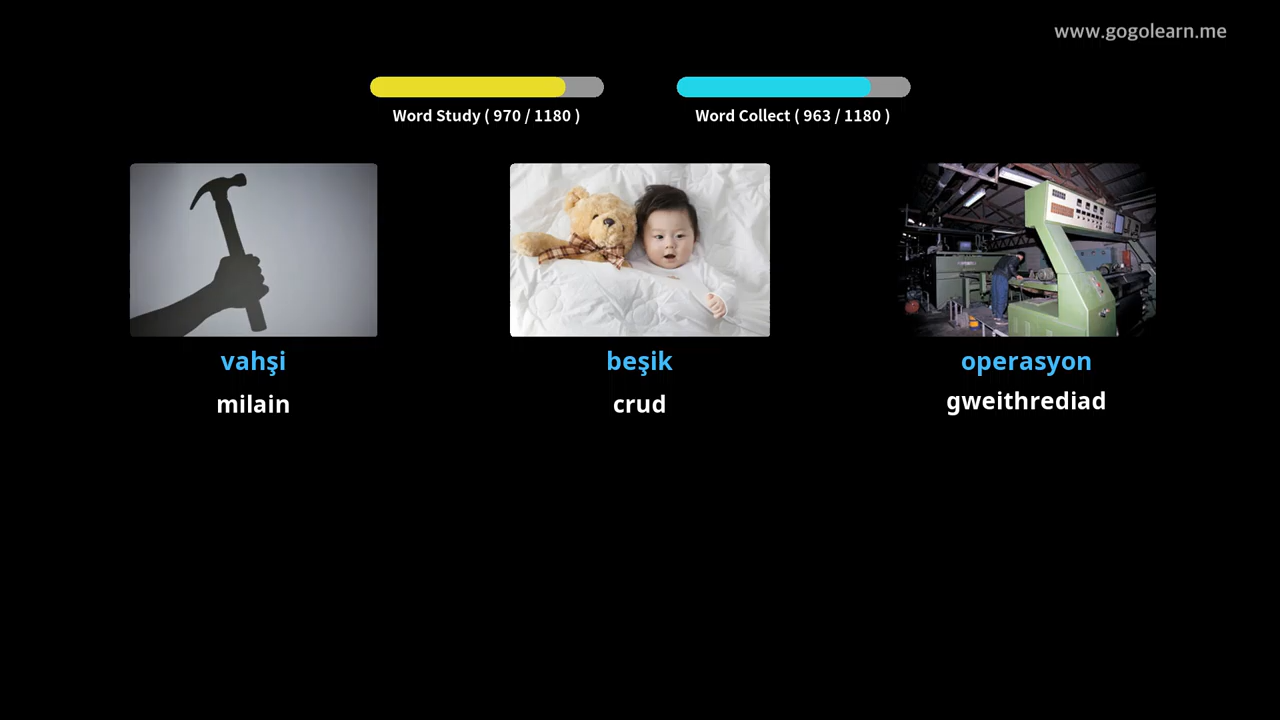 www.gogolearn.me
Word Study ( 970 / 1180 )
Word Collect ( 963 / 1180 )
vahşi
beşik
operasyon
milain
crud
gweithrediad